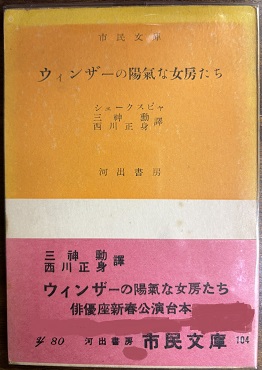 市民文庫
ウィンザーの陽氣な女房たち
シェークスピヤ
三神勳
西川正身 譯
河出書房
三神勳
西川正身 譯
ウィンザーの陽氣な女房たち
俳優座新春公演台本
80 河出書房 市民文庫 104